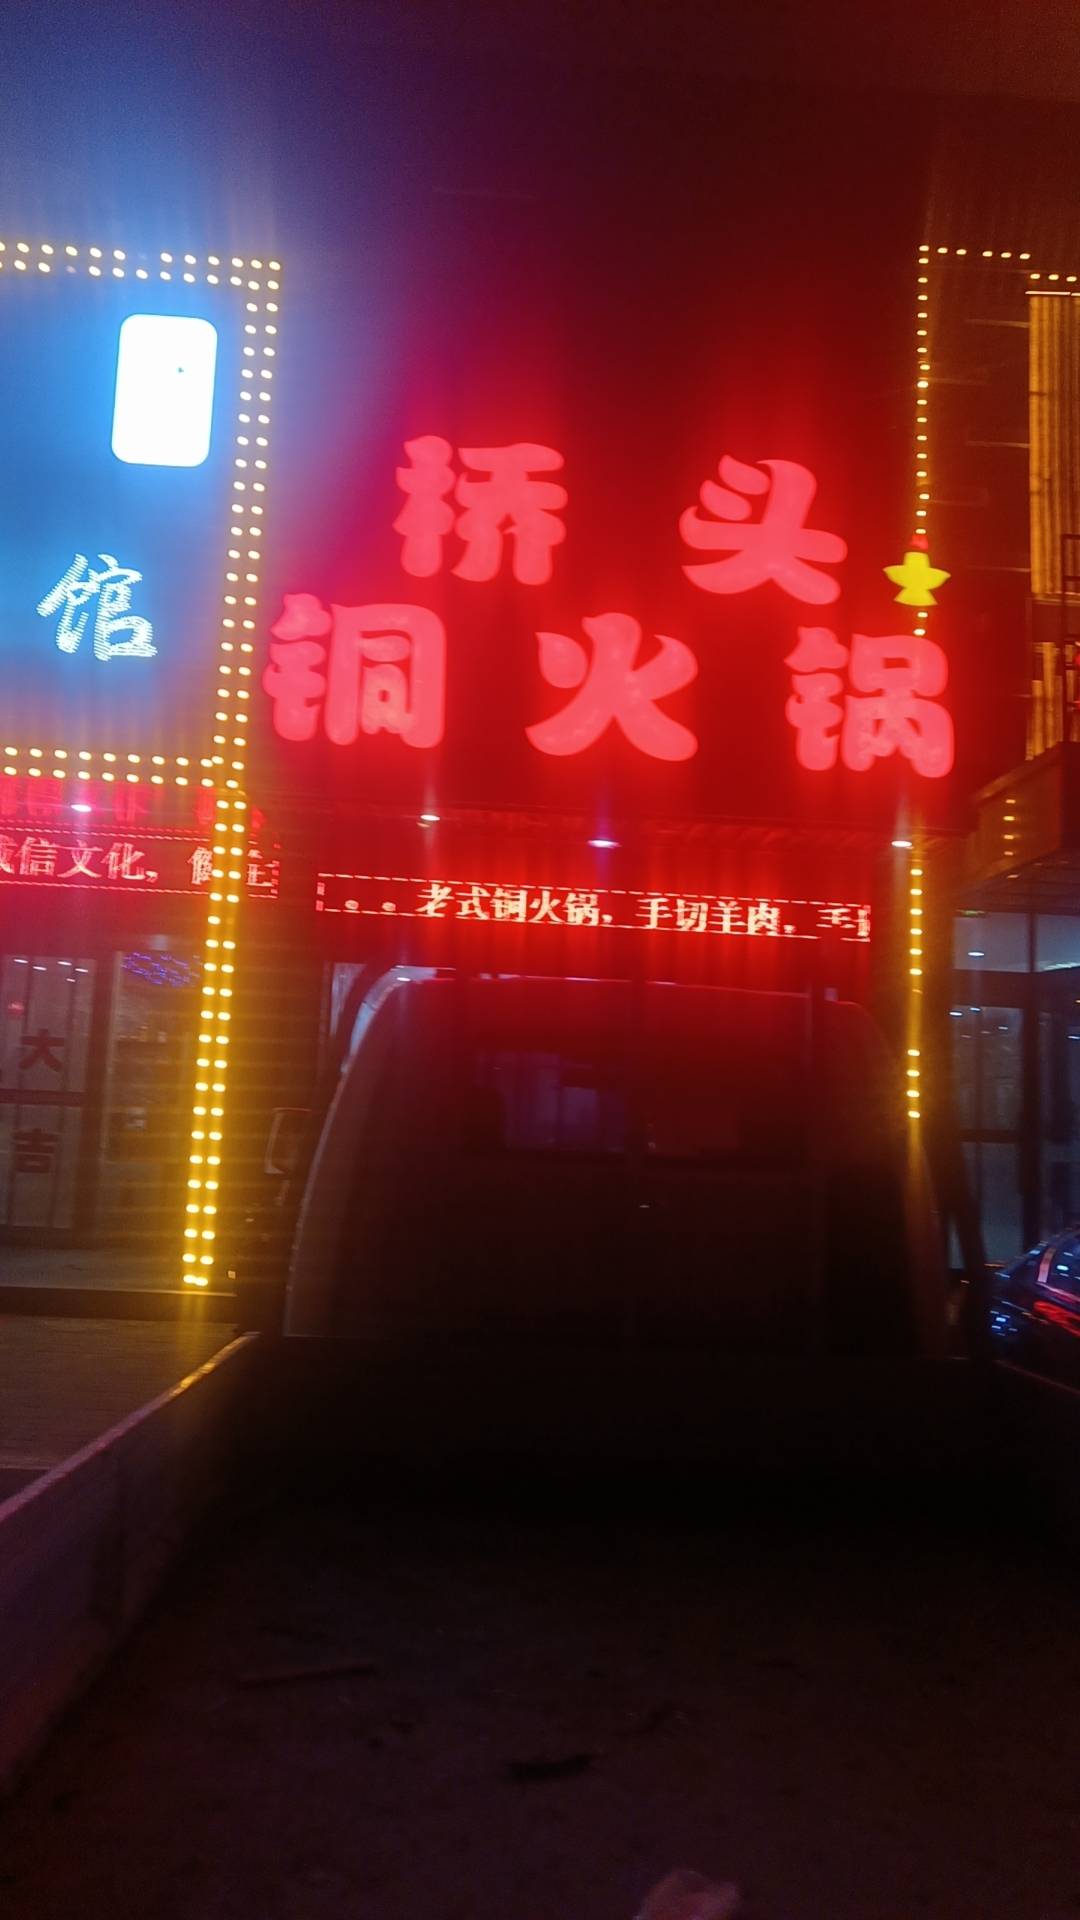 桥头
铜火锅
馆
诚信文化，
。。老式铜火锅，手切羊肉，手
大
吉